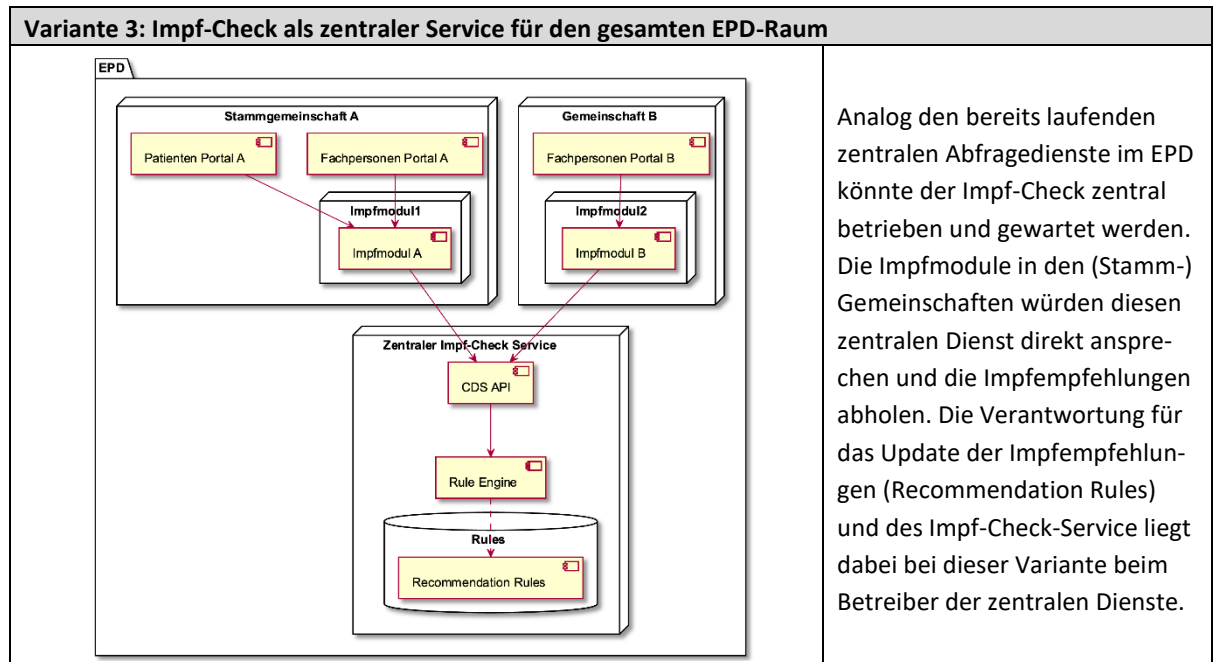 Variante 3: Impf-Check als zentraler Service für den gesamten EPD-Raum
EPD
Stammgemeinschaft A
Patienten Portal A
Fachpersonen Portal A
Impfmodul1
Impfmodul A
Gemeinschaft B
Fachpersonen Portal B
Impfmodul2
Impfmodul B
Zentraler Impf-Check Service
CDS API
Rule Engine
Rules
Recommendation Rules
Analog den bereits laufenden
zentralen Abfragedienste im EPD
könnte der Impf-Check zentral
betrieben und gewartet werden.
Die Impfmodule in den (Stamm-)
Gemeinschaften würden diesen
zentralen Dienst direkt anspre-
chen und die Impfempfehlungen
abholen. Die Verantwortung für
das Update der Impfempfehlun-
gen (Recommendation Rules)
und des Impf-Check-Service liegt
dabei bei dieser Variante beim
Betreiber der zentralen Dienste.